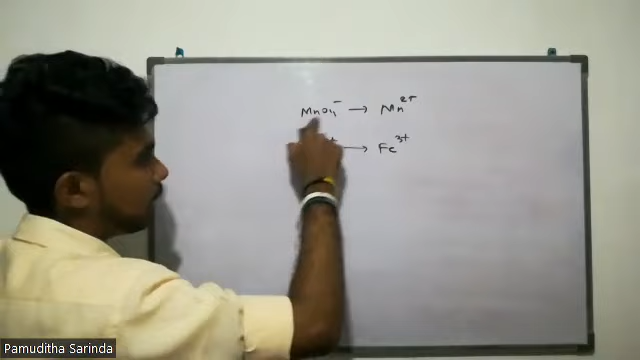 MnO₄⁻ → Mn²⁺
⁺ → Fe³⁺
Pamuditha Sarinda